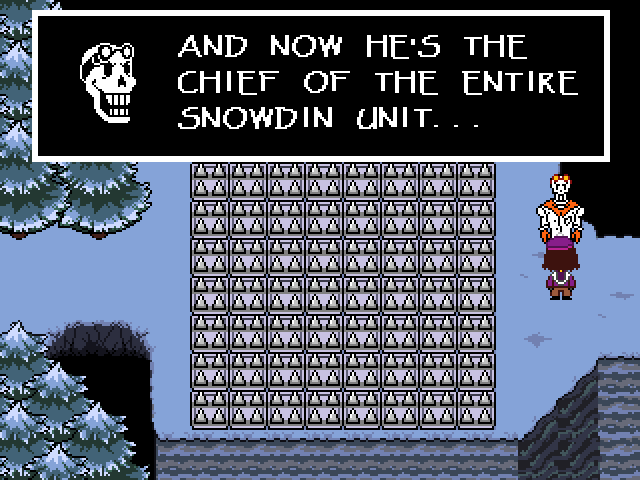 AND NOW HE'S THE
CHIEF OF THE ENTIRE
SNOWDIN UNIT...